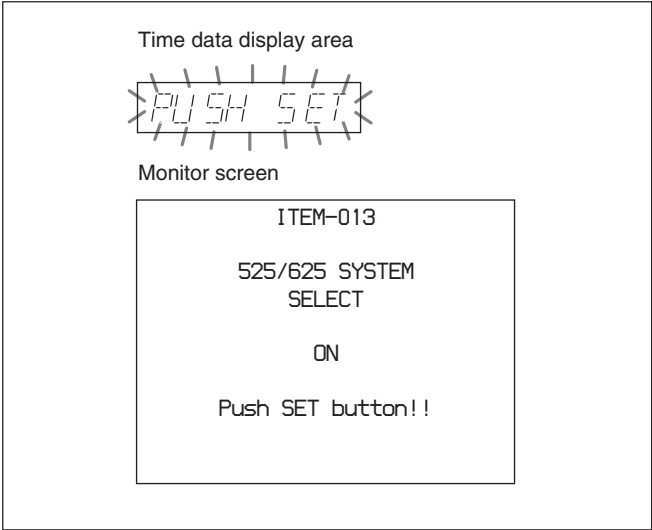 Time data display area
PUSH SET
Monitor screen
ITEM-013
525/625 SYSTEM
SELECT
ON
Push SET button!!